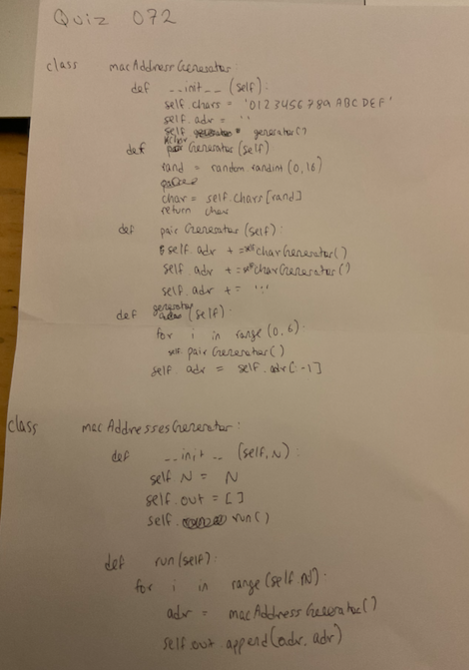 Quiz 072
class macAddressGenerator:
def __init__(self):
self.chars = '0123456789ABCDEF'
self.adr = ''
self. generator()
def charGenerator(self)
rand = random.randint(0,16)
char = self.chars[rand]
return char
def pairGenerator(self):
self.adr += charGenerator()
self.adr += charGenerator()
self.adr += ':'
def generator(self):
for i in range(0,6):
pairGenerator()
self.adr = self.adr[:-1]
class macAddressesGenerator:
def __init__(self,N):
self N = N
self.out = []
self. run()
def run(self):
for i in range(self.N):
adr = macAddressGenerator()
self.out.append(adr.adr)